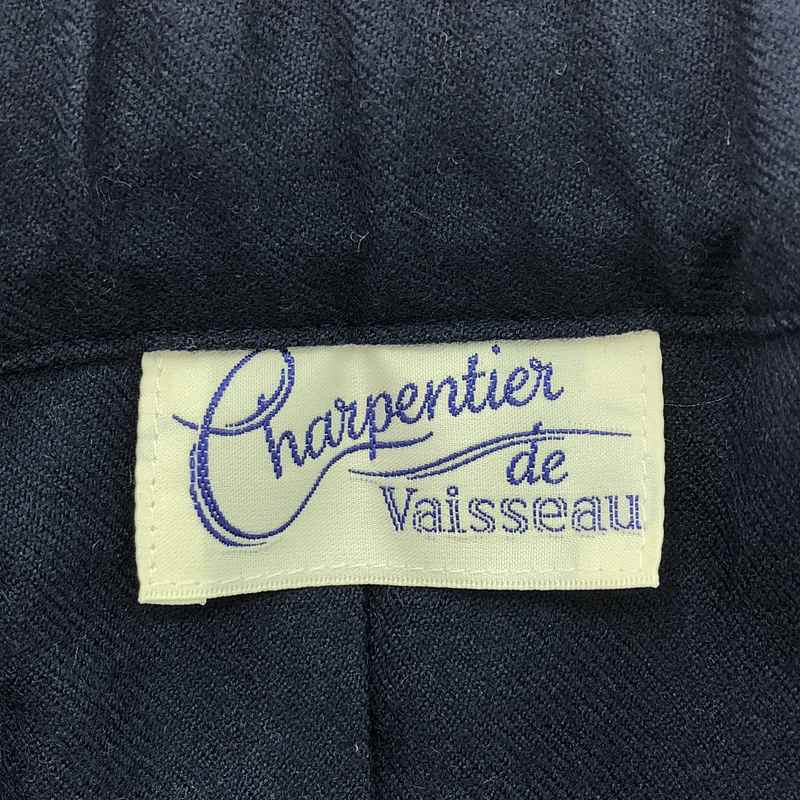 Charpentier
de
Vaisseau